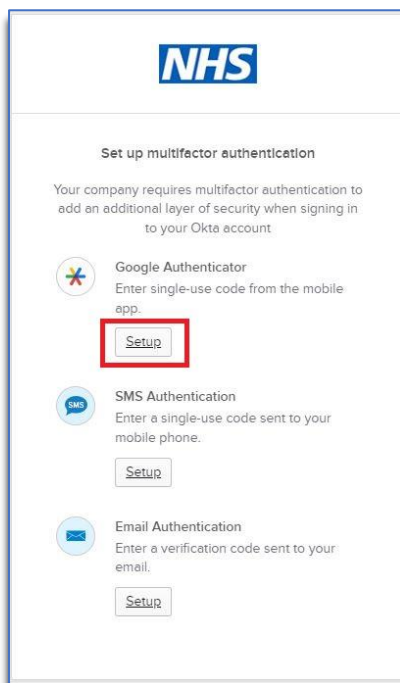 NHS
Set up multifactor authentication
Your company requires multifactor authentication to
add an additional layer of security when signing in
to your Okta account
Google Authenticator
Enter single-use code from the mobile
app.
Setup
SMS
SMS Authentication
Enter a single-use code sent to your
mobile phone.
Setup
Email Authentication
Enter a verification code sent to your
email.
Setup